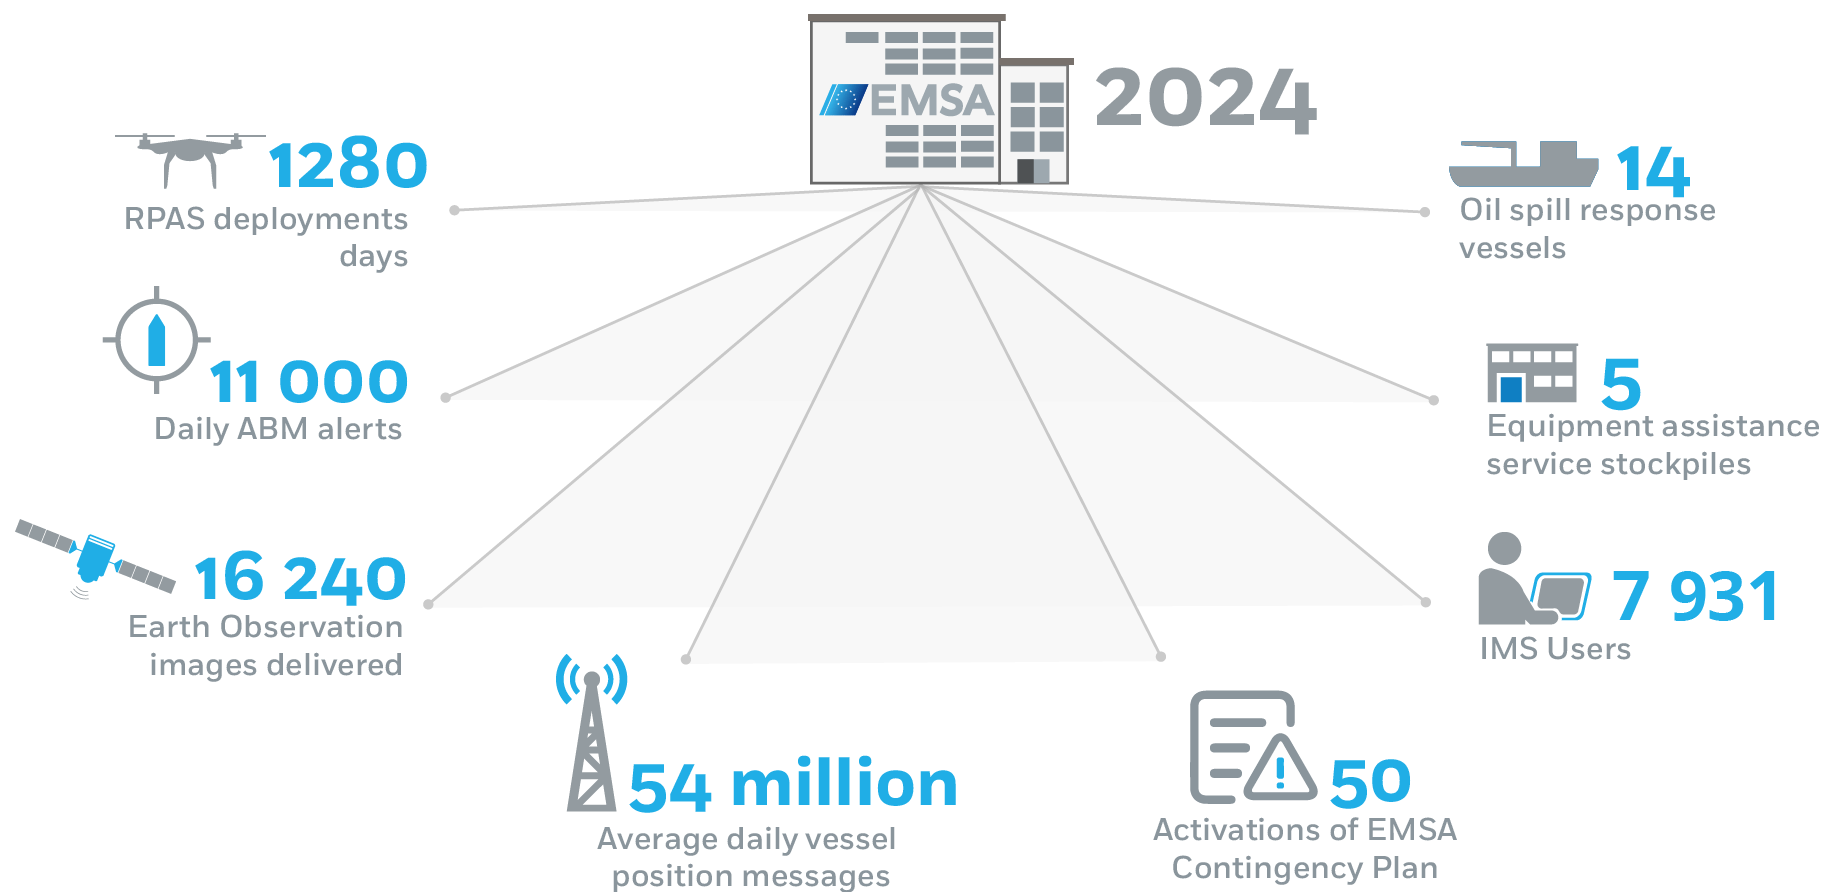 EMSA
2024
1280
RPAS deployments
days
11 000
Daily ABM alerts
16 240
Earth Observation
images delivered
54 million
Average daily vessel
position messages
50
Activations of EMSA
Contingency Plan
7 931
IMS Users
5
Equipment assistance
service stockpiles
14
Oil spill response
vessels